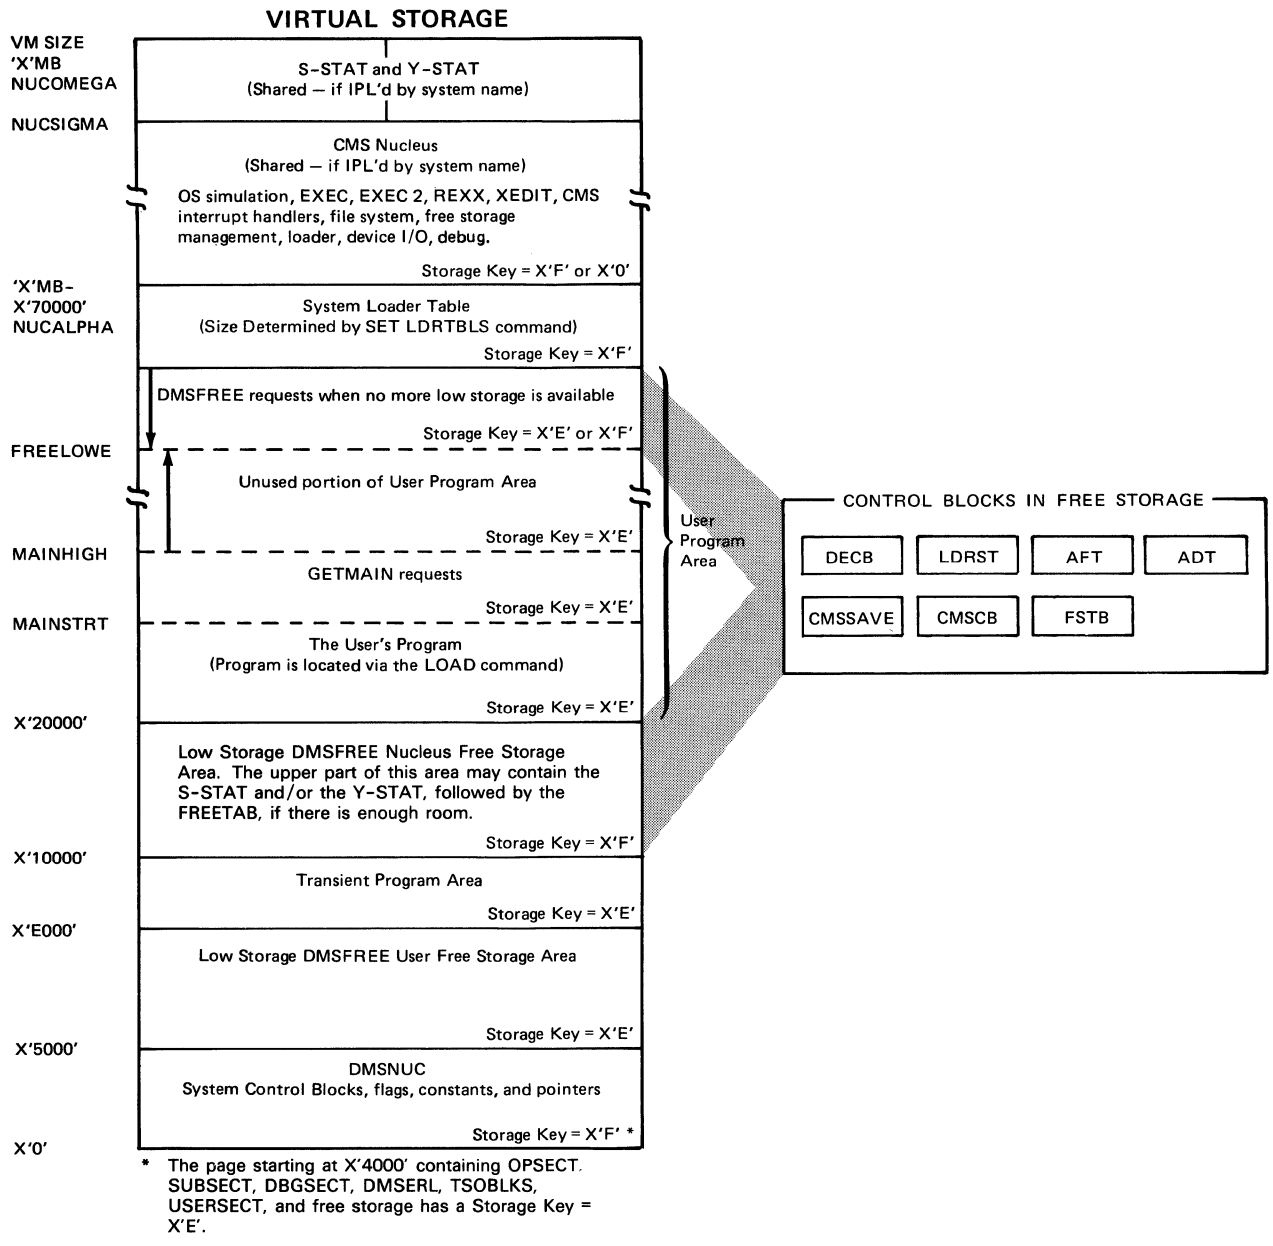 VIRTUAL STORAGE
VM SIZE
'X'MB
NUCOMEGA
S-STAT and Y-STAT
(Shared — if IPL'd by system name)
NUCSIGMA
CMS Nucleus
(Shared — if IPL'd by system name)
OS simulation, EXEC, EXEC 2, REXX, XEDIT, CMS
interrupt handlers, file system, free storage
management, loader, device I/O, debug.
Storage Key = X'F' or X'0'
'X'MB-
X'70000'
NUCALPHA
System Loader Table
(Size Determined by SET LDRTBLS command)
Storage Key = X'F'
DMSFREE requests when no more low storage is available
Storage Key = X'E' or X'F'
FREELOWE
Unused portion of User Program Area
Storage Key = X'E'
MAINHIGH
GETMAIN requests
Storage Key = X'E'
MAINSTRT
The User's Program
(Program is located via the LOAD command)
Storage Key = X'E'
X'20000'
User
Program
Area
CONTROL BLOCKS IN FREE STORAGE
DECB LDRST AFT ADT
CMSSAVE CMSCB FSTB
Low Storage DMSFREE Nucleus Free Storage
Area. The upper part of this area may contain the
S-STAT and/or the Y-STAT, followed by the
FREETAB, if there is enough room.
Storage Key = X'F'
X'10000'
Transient Program Area
Storage Key = X'E'
X'E000'
Low Storage DMSFREE User Free Storage Area
Storage Key = X'E'
X'5000'
DMSNUC
System Control Blocks, flags, constants, and pointers
Storage Key = X'F' *
X'0'
* The page starting at X'4000' containing OPSECT.
SUBSECT, DBGSECT, DMSERL, TSOBLKS,
USERSECT, and free storage has a Storage Key =
X'E'.